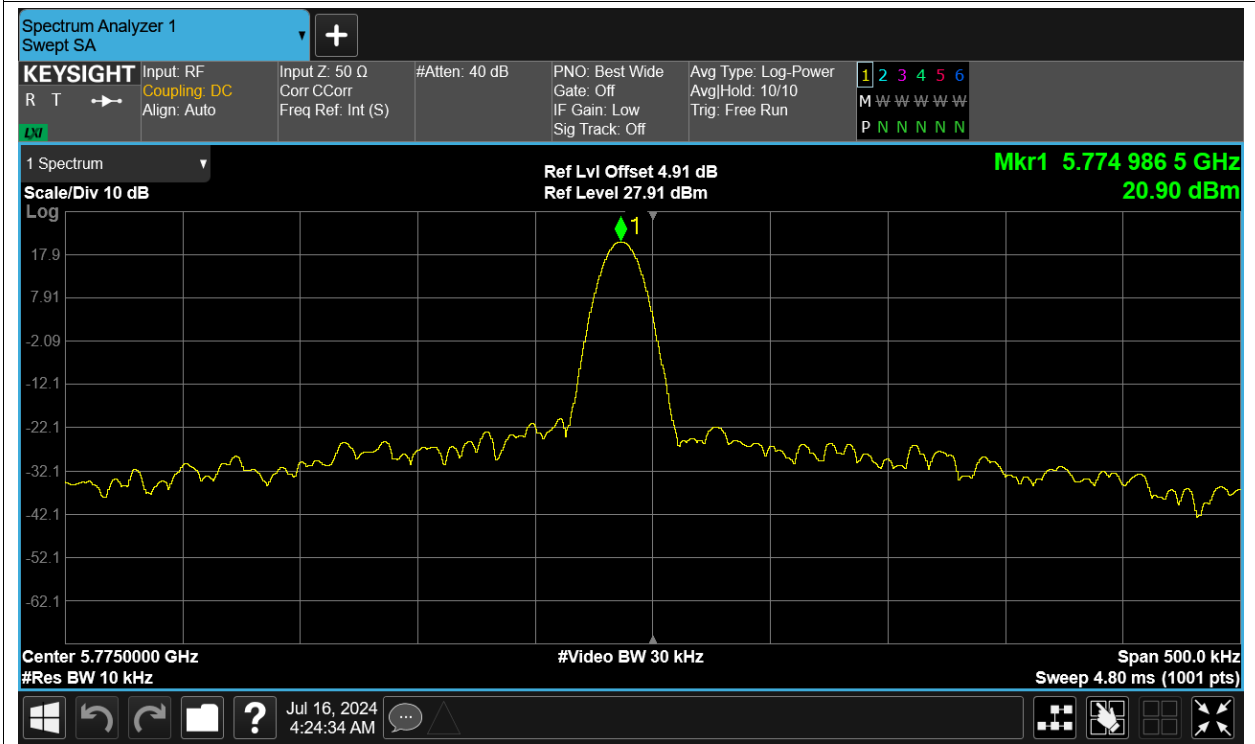 Spectrum Analyzer 1
Swept SA
+
KEYSIGHT
R T
LXI
Input: RF
Coupling: DC
Align: Auto
Input Z: 50 Ω
Corr CCorr
Freq Ref: Int (S)
#Atten: 40 dB
PNO: Best Wide
Gate: Off
IF Gain: Low
Sig Track: Off
Avg Type: Log-Power
Avg|Hold: 10/10
Trig: Free Run
1 2 3 4 5 6
M W W W W W
P N N N N N
1 Spectrum
Scale/Div 10 dB
Log
Ref Lvl Offset 4.91 dB
Ref Level 27.91 dBm
Mkr1 5.774 986 5 GHz
20.90 dBm
1
17.9
7.91
-2.09
-12.1
-22.1
-32.1
-42.1
-52.1
-62.1
Center 5.7750000 GHz
#Res BW 10 kHz
#Video BW 30 kHz
Span 500.0 kHz
Sweep 4.80 ms (1001 pts)
?
Jul 16, 2024
4:24:34 AM